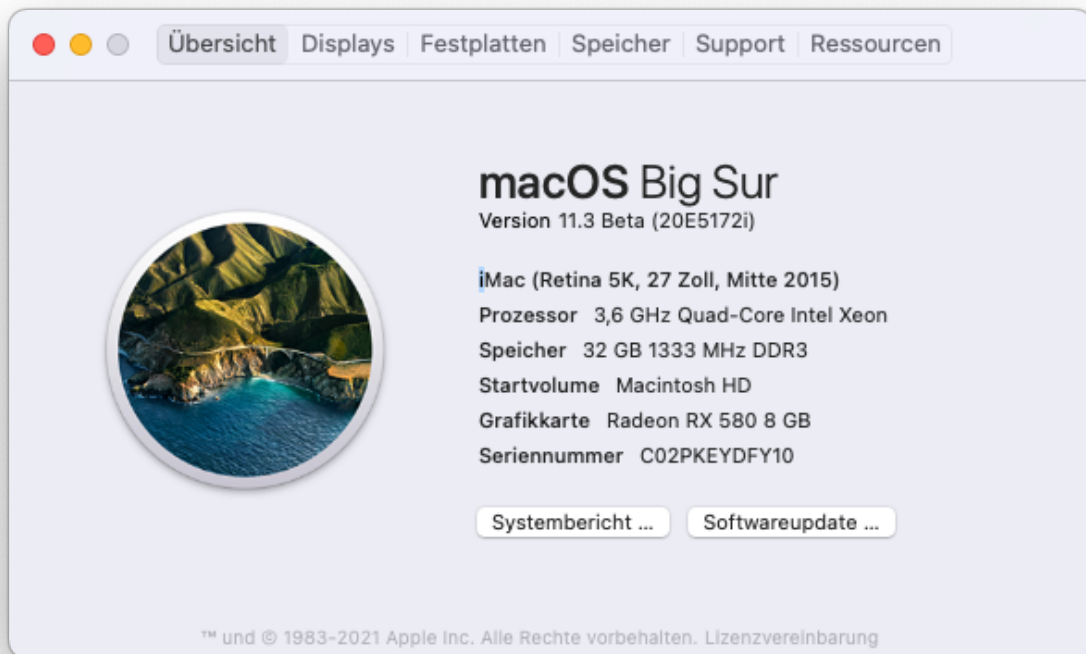 Übersicht Displays Festplatten Speicher Support Ressourcen
macOS Big Sur
Version 11.3 Beta (20E5172i)
iMac (Retina 5K, 27 Zoll, Mitte 2015)
Prozessor 3,6 GHz Quad-Core Intel Xeon
Speicher 32 GB 1333 MHz DDR3
Startvolume Macintosh HD
Grafikkarte Radeon RX 580 8 GB
Seriennummer C02PKEYDFY10
Systembericht ... Softwareupdate ...
™ und © 1983-2021 Apple Inc. Alle Rechte vorbehalten. Lizenzvereinbarung